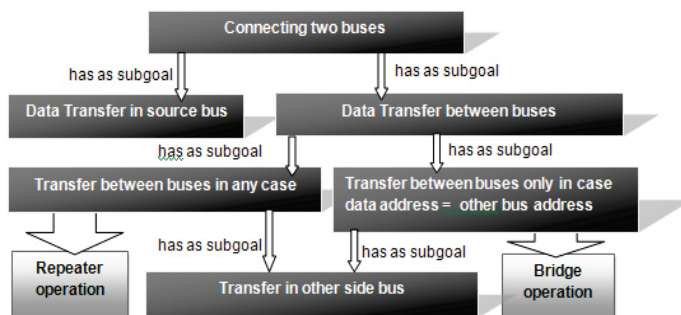 Connecting two buses
has as subgoal
has as subgoal
Data Transfer in source bus
Data Transfer between buses
has as subgoal
has as subgoal
Transfer between buses in any case
Transfer between buses only in case
data address = other bus address
Repeater
operation
has as subgoal
has as subgoal
Bridge
operation
Transfer in other side bus